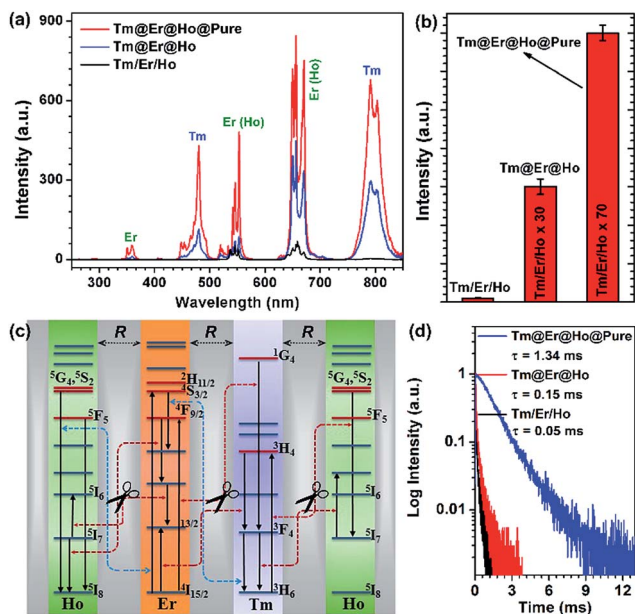 (a)
Tm@Er@Ho@Pure
Tm@Er@Ho
Tm/Er/Ho
900
600
300
0
Intensity (a.u.)
Er
Tm
Er (Ho)
Er (Ho)
Tm
300 400 500 600 700 800
Wavelength (nm)
(b)
Intensity (a.u.)
Tm@Er@Ho@Pure
Tm@Er@Ho
Tm/Er/Ho
Tm/Er/Ho x 30
Tm/Er/Ho x 70
(c)
R R R
⁵G₄,⁵S₂
⁵F₅
⁵I₆
⁵I₇
⁵I₈
Ho
²H₁₁/₂
⁴S₃/₂
⁴F₉/₂
13/2
⁴I₁₅/₂
Er
¹G₄
³H₄
³F₄
³H₆
Tm
⁵G₄,⁵S₂
⁵F₅
⁵I₆
⁵I₇
⁵I₈
Ho
(d)
Tm@Er@Ho@Pure
τ = 1.34 ms
Tm@Er@Ho
τ = 0.15 ms
Tm/Er/Ho
τ = 0.05 ms
1
0.1
0.01
Log Intensity (a.u.)
0 3 6 9 12
Time (ms)